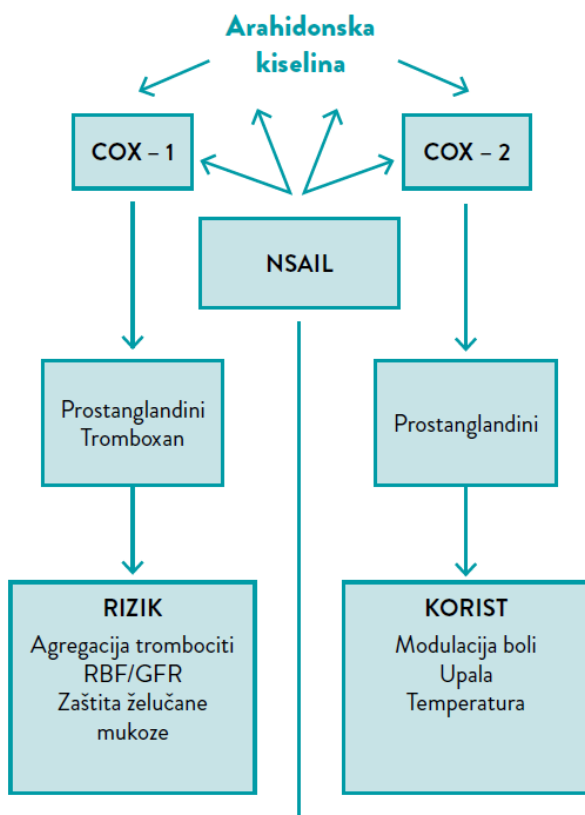 Arahidonska
kiselina
COX – 1
COX – 2
NSAIL
Prostanglandini
Tromboxan
Prostanglandini
RIZIK
Agregacija trombociti
RBF/GFR
Zaštita želučane
mukoze
KORIST
Modulacija boli
Upala
Temperatura